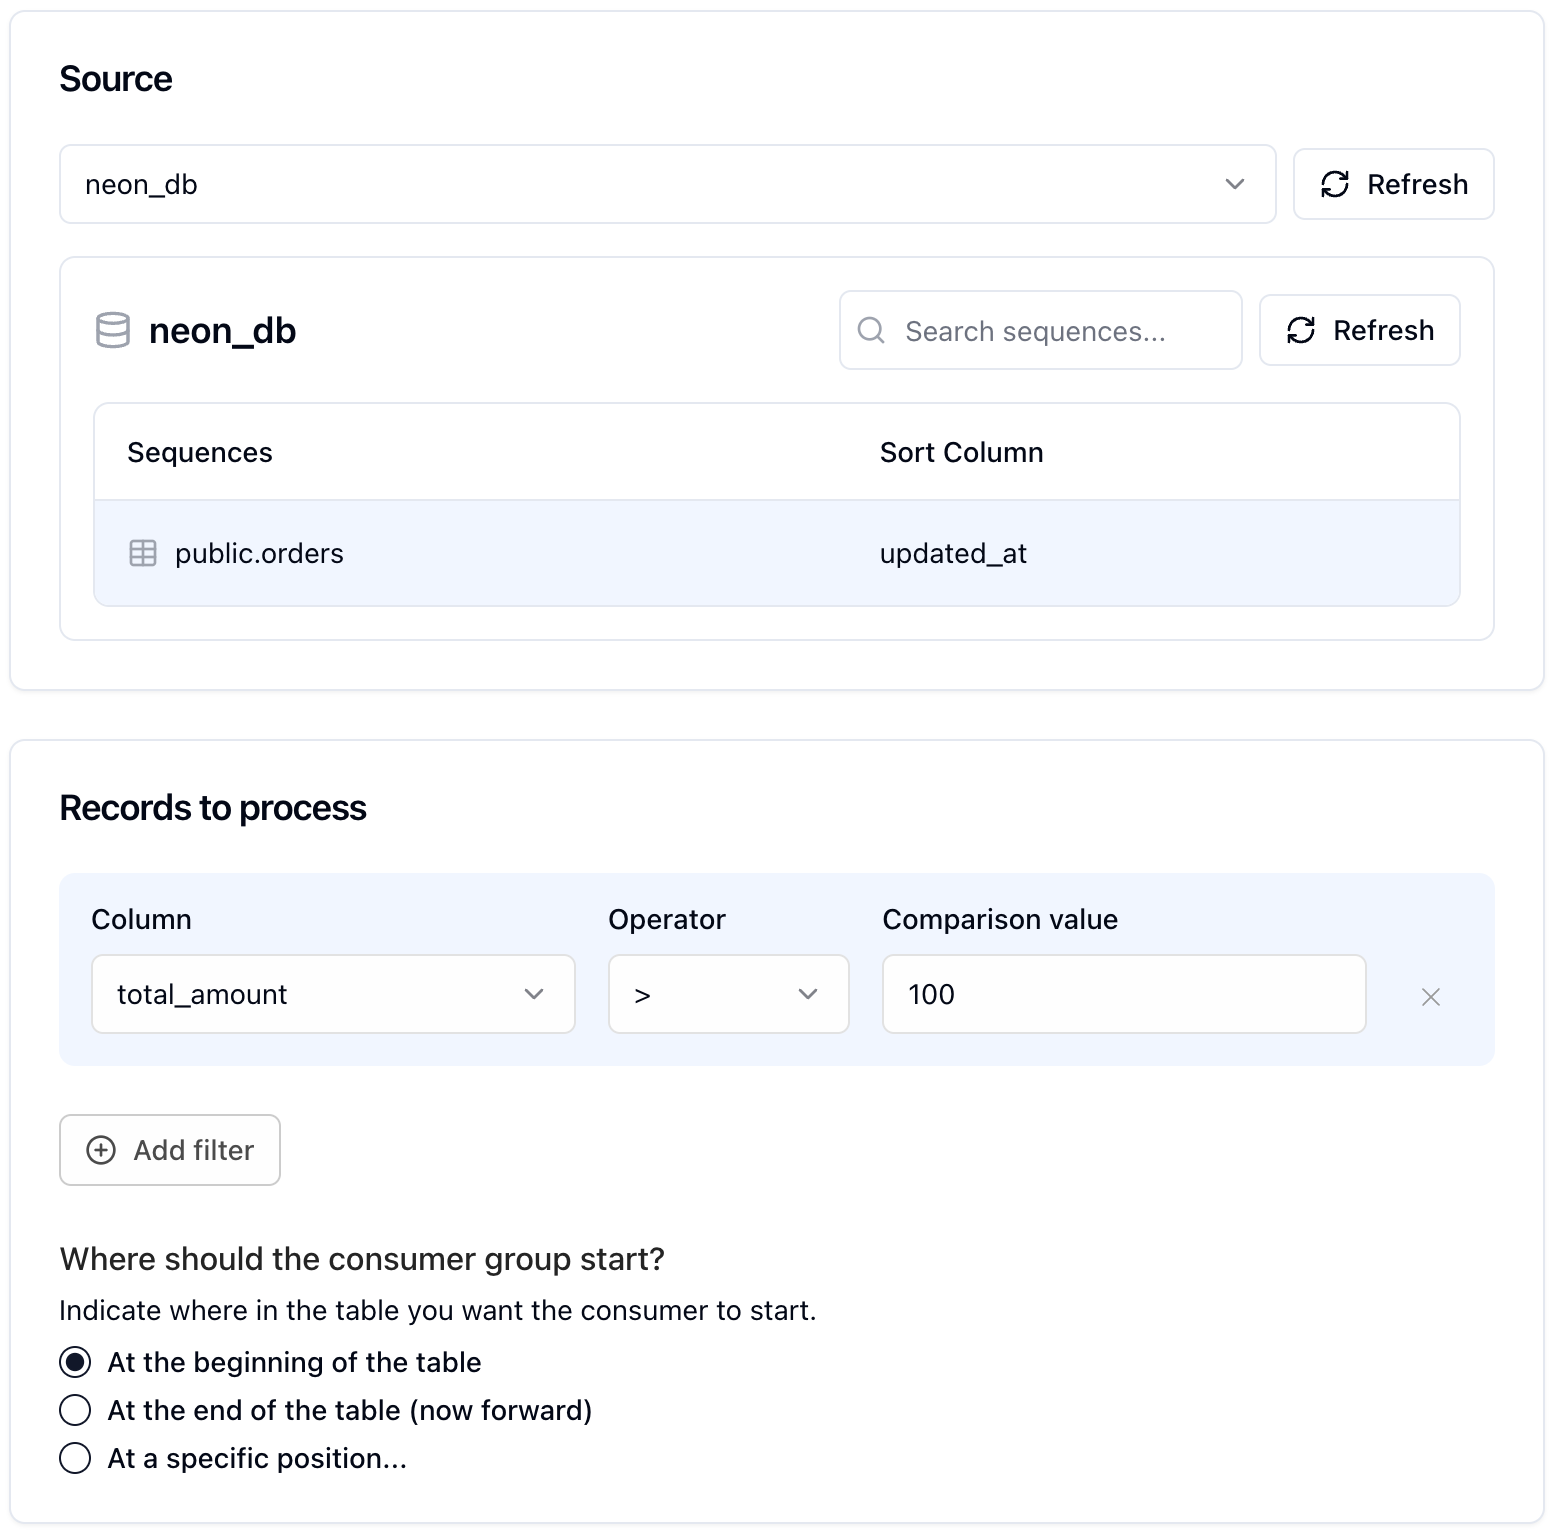 Source
neon_db
Refresh
neon_db
Search sequences...
Refresh
Sequences Sort Column
public.orders updated_at
Records to process
Column Operator Comparison value
total_amount > 100
Add filter
Where should the consumer group start?
Indicate where in the table you want the consumer to start.
At the beginning of the table
At the end of the table (now forward)
At a specific position...